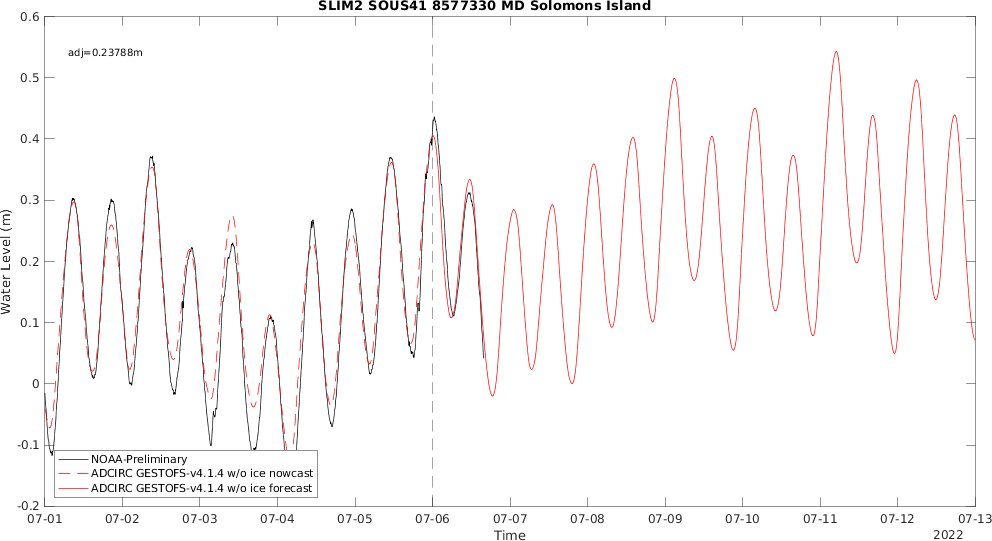 SLIM2 SOUS41 8577330 MD Solomons Island
adj=0.23788m
0.6
0.5
0.4
0.3
0.2
0.1
0
-0.1
-0.2
Water Level (m)
NOAA-Preliminary
ADCIRC GESTOFS-v4.1.4 w/o ice nowcast
ADCIRC GESTOFS-v4.1.4 w/o ice forecast
07-01 07-02 07-03 07-04 07-05 07-06 07-07 07-08 07-09 07-10 07-11 07-12 07-13
Time
2022